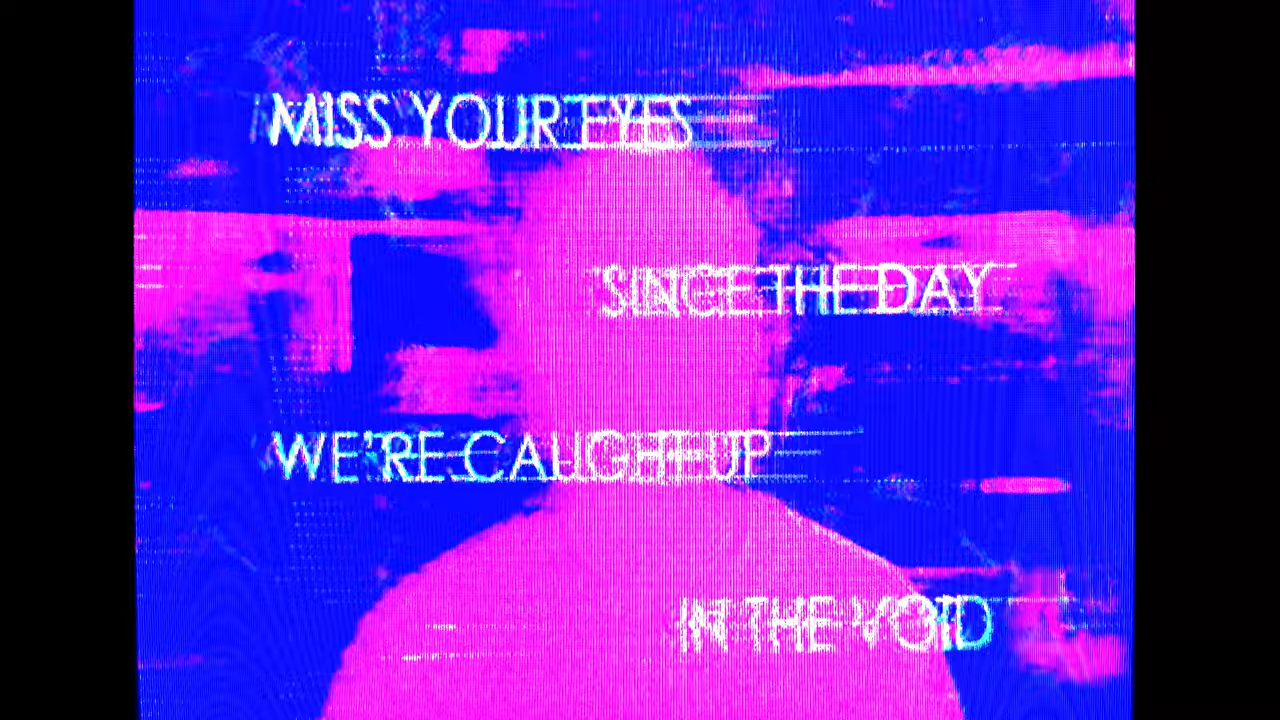 MISS YOUR EYES
SINCE THE DAY
WE'RE CAUGHT UP
IN THE VOID